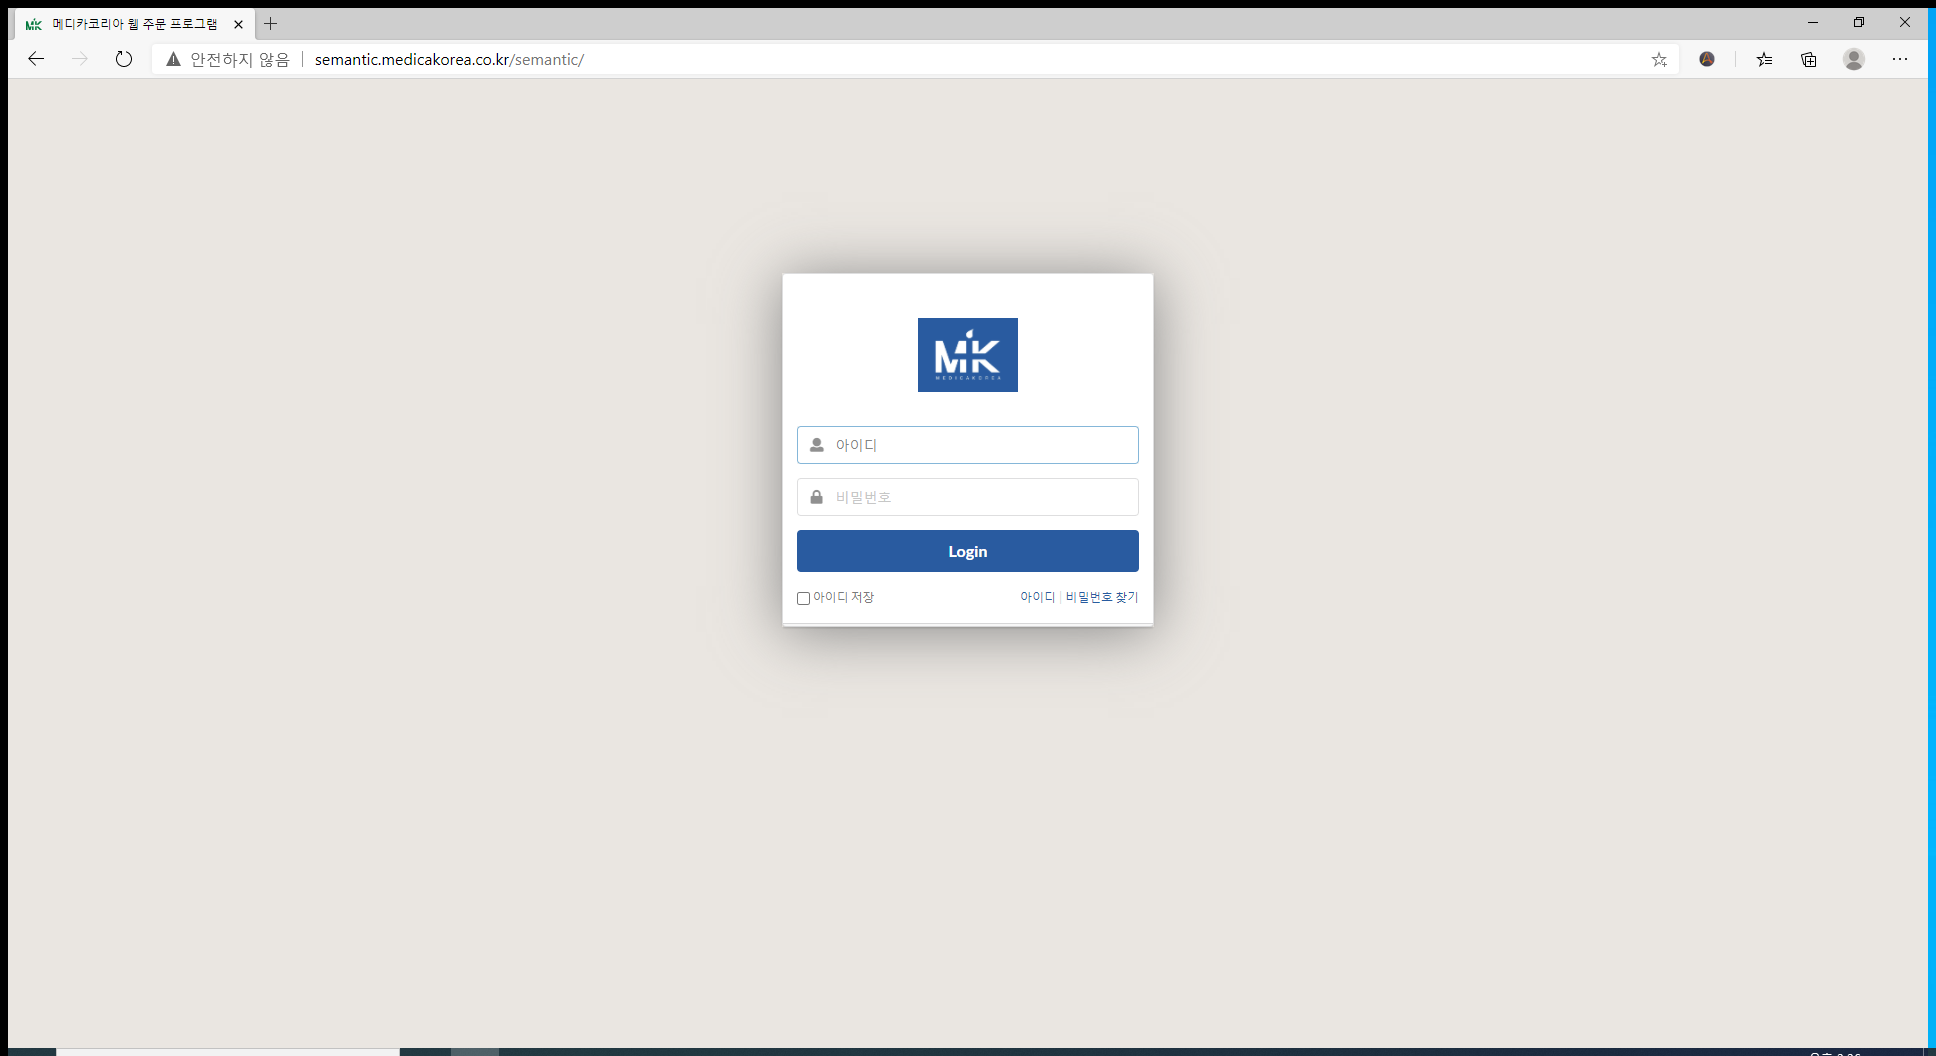 메디카코리아 웹 주문 프로그램
안전하지 않음 semantic.medicakorea.co.kr/semantic/
MK
MEDICAKOREA
아이디
비밀번호
Login
아이디 저장 아이디 | 비밀번호 찾기